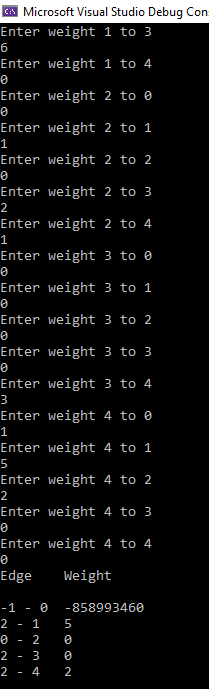 Microsoft Visual Studio Debug Con
Enter weight 1 to 3
6
Enter weight 1 to 4
0
Enter weight 2 to 0
0
Enter weight 2 to 1
1
Enter weight 2 to 2
0
Enter weight 2 to 3
2
Enter weight 2 to 4
1
Enter weight 3 to 0
0
Enter weight 3 to 1
0
Enter weight 3 to 2
0
Enter weight 3 to 3
0
Enter weight 3 to 4
3
Enter weight 4 to 0
1
Enter weight 4 to 1
5
Enter weight 4 to 2
2
Enter weight 4 to 3
0
Enter weight 4 to 4
0
Edge    Weight
-1 - 0  -858993460
2 - 1   5
0 - 2   0
2 - 3   0
2 - 4   2